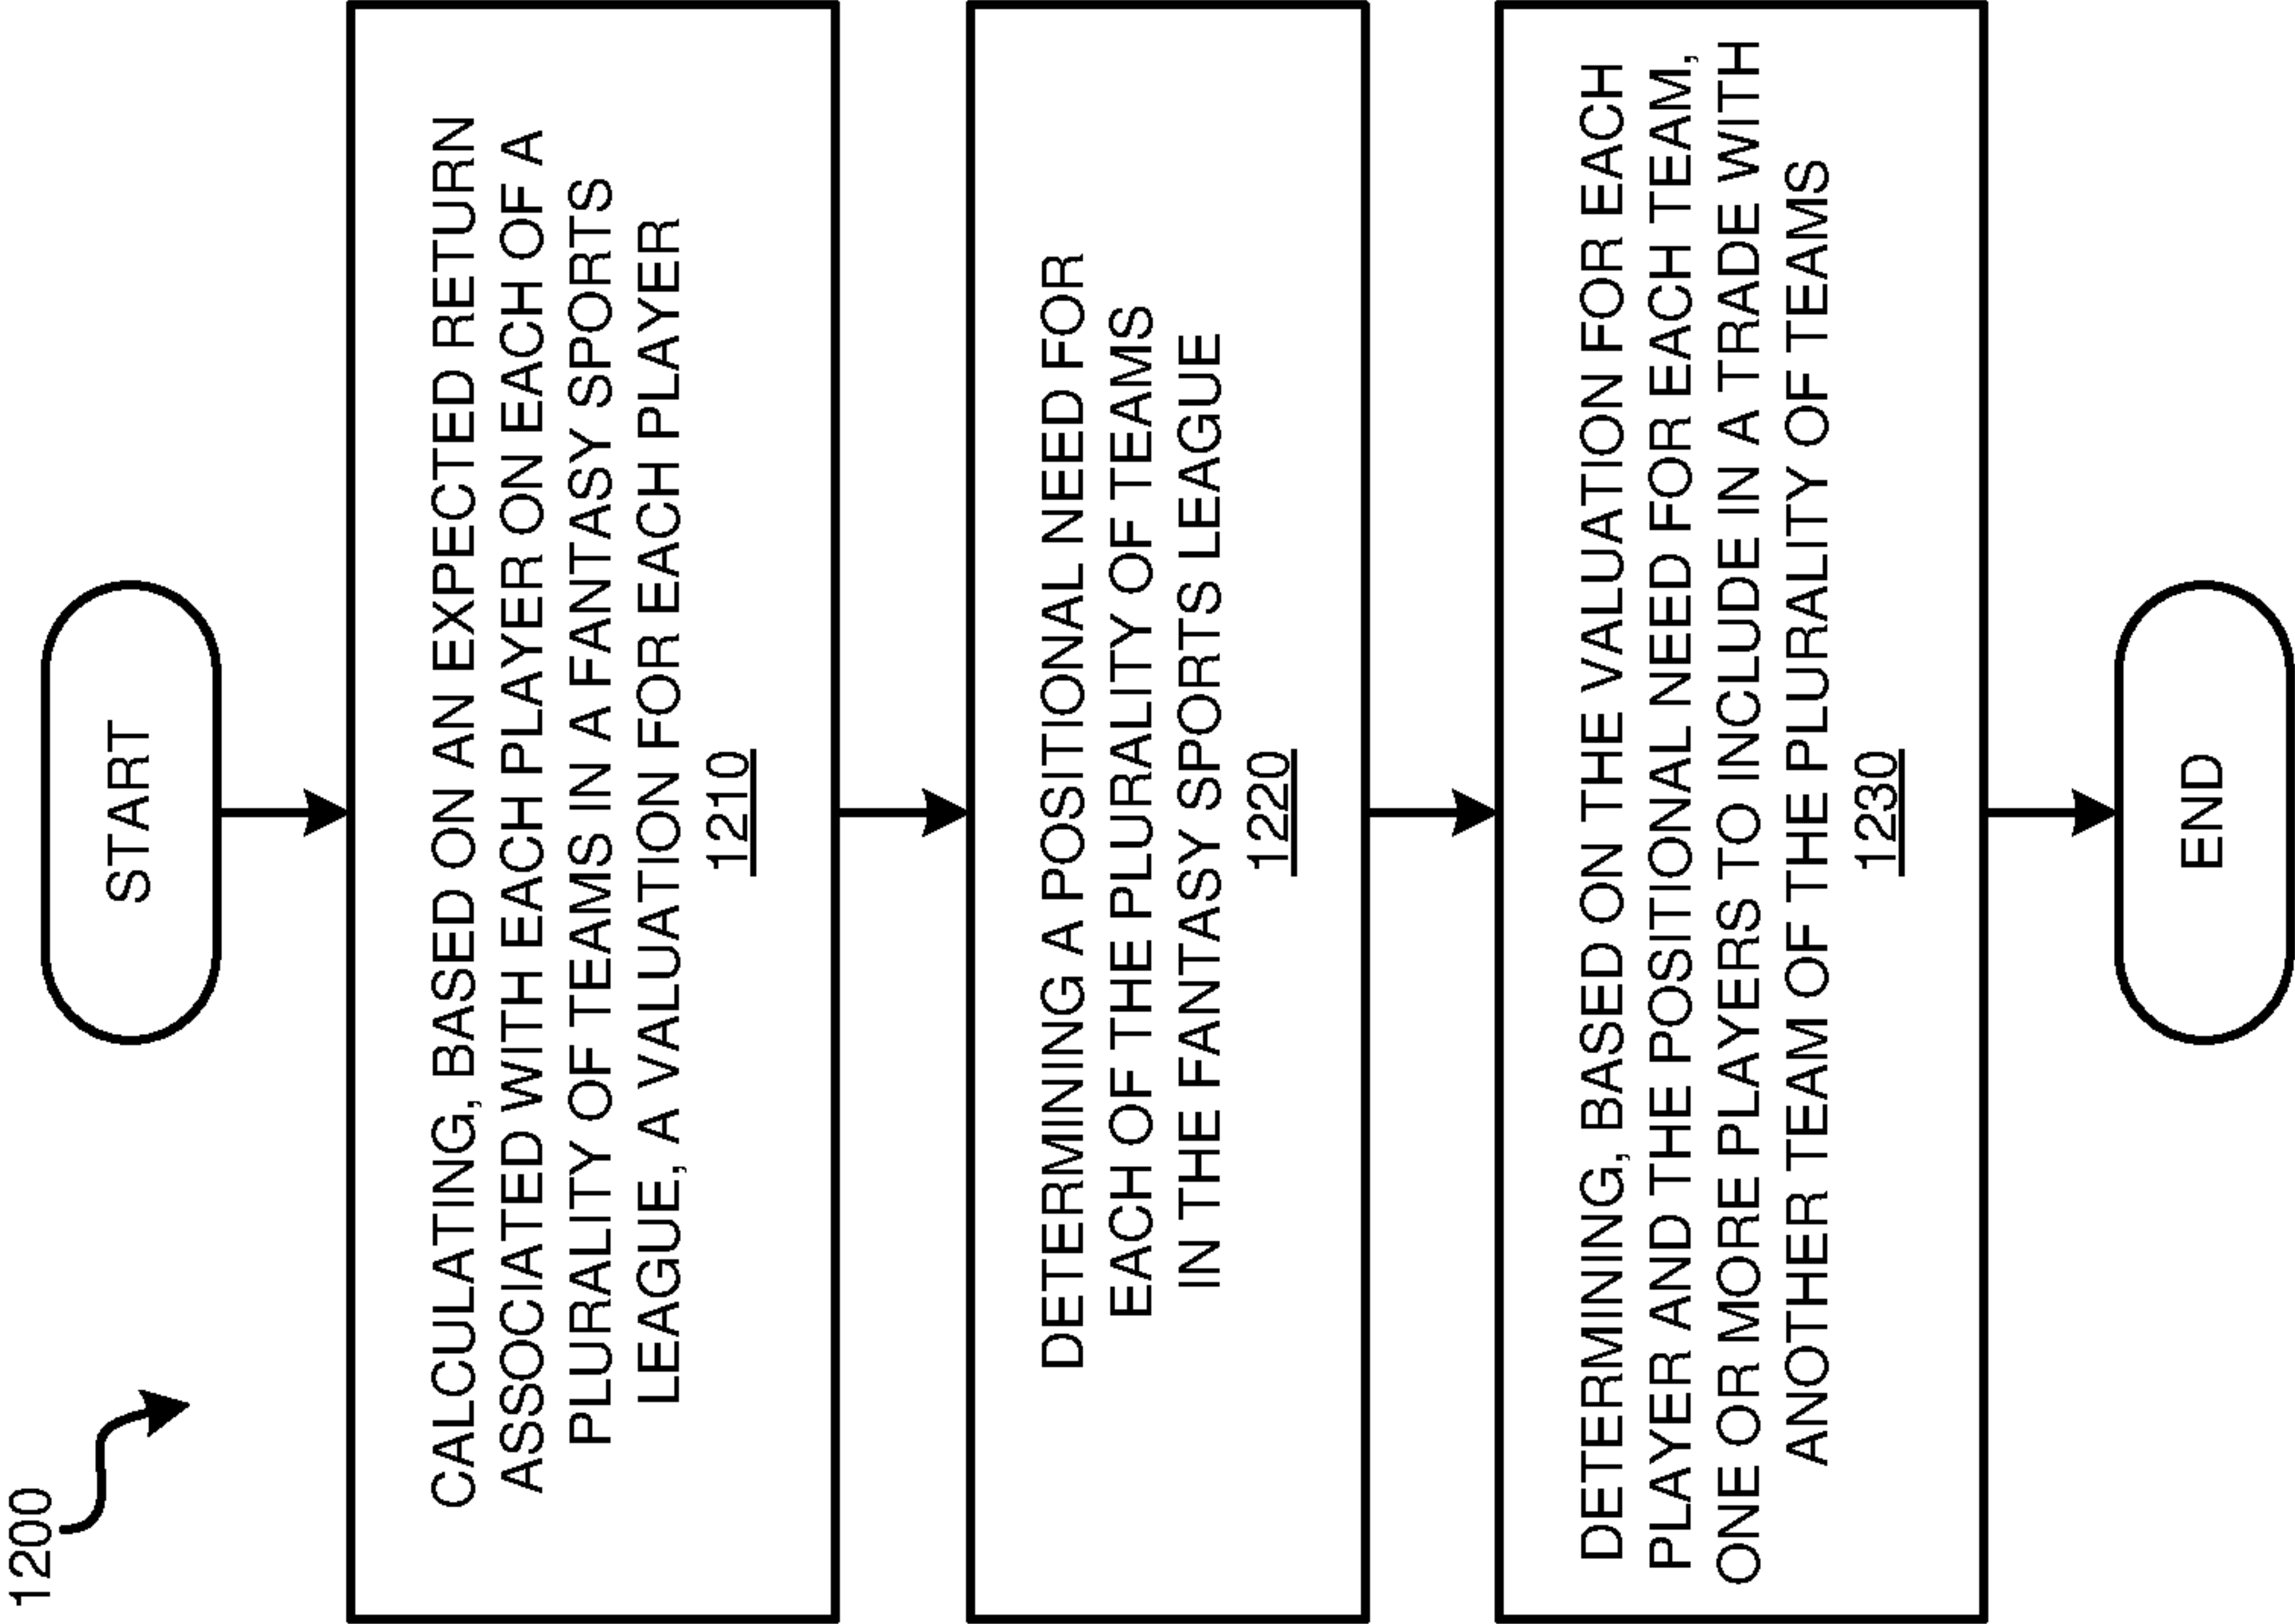 1200
START
CALCULATING, BASED ON AN EXPECTED RETURN
ASSOCIATED WITH EACH PLAYER ON EACH OF A
PLURALITY OF TEAMS IN A FANTASY SPORTS
LEAGUE, A VALUATION FOR EACH PLAYER
1210
DETERMINING A POSITIONAL NEED FOR
EACH OF THE PLURALITY OF TEAMS
IN THE FANTASY SPORTS LEAGUE
1220
DETERMINING, BASED ON THE VALUATION FOR EACH
PLAYER AND THE POSITIONAL NEED FOR EACH TEAM,
ONE OR MORE PLAYERS TO INCLUDE IN A TRADE WITH
ANOTHER TEAM OF THE PLURALITY OF TEAMS
1230
END